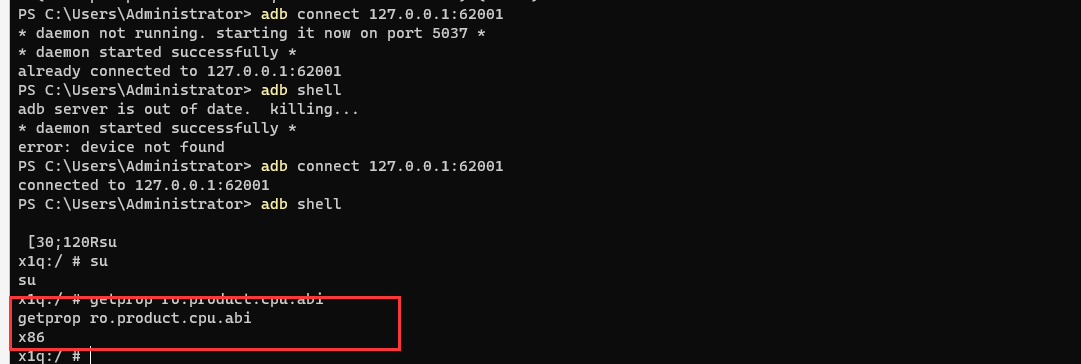 PS C:\Users\Administrator> adb connect 127.0.0.1:62001
* daemon not running. starting it now on port 5037 *
* daemon started successfully *
already connected to 127.0.0.1:62001
PS C:\Users\Administrator> adb shell
adb server is out of date.  killing...
* daemon started successfully *
error: device not found
PS C:\Users\Administrator> adb connect 127.0.0.1:62001
connected to 127.0.0.1:62001
PS C:\Users\Administrator> adb shell
[30;120Rsu
x1q:/ # su
su
x1q:/ # getprop ro.product.cpu.abi
getprop ro.product.cpu.abi
x86
x1q:/ #